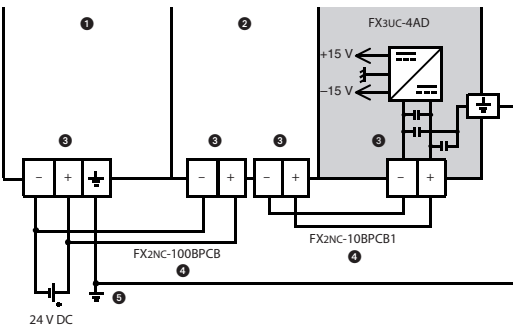 ❶ ❷ FX3UC-4AD
+15 V
−15 V
❸ ❸ ❸ ❸
− + − + − + − +
FX2NC-100BPCB FX2NC-10BPCB1
❹ ❹
❺
24 V DC